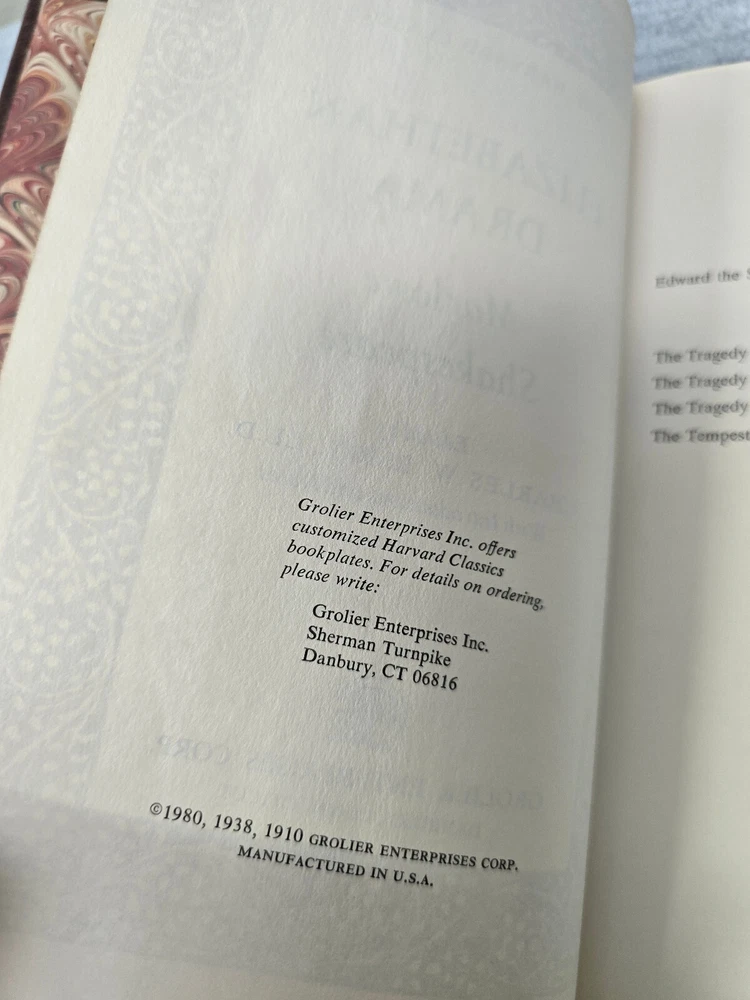 Grolier Enterprises Inc. offers
customized Harvard Classics
bookplates. For details on ordering,
please write:
Grolier Enterprises Inc.
Sherman Turnpike
Danbury, CT 06816
©1980, 1938, 1910 GROLIER ENTERPRISES CORP.
MANUFACTURED IN U.S.A.
Edward the
The Tragedy
The Tragedy
The Tragedy
The Tempest